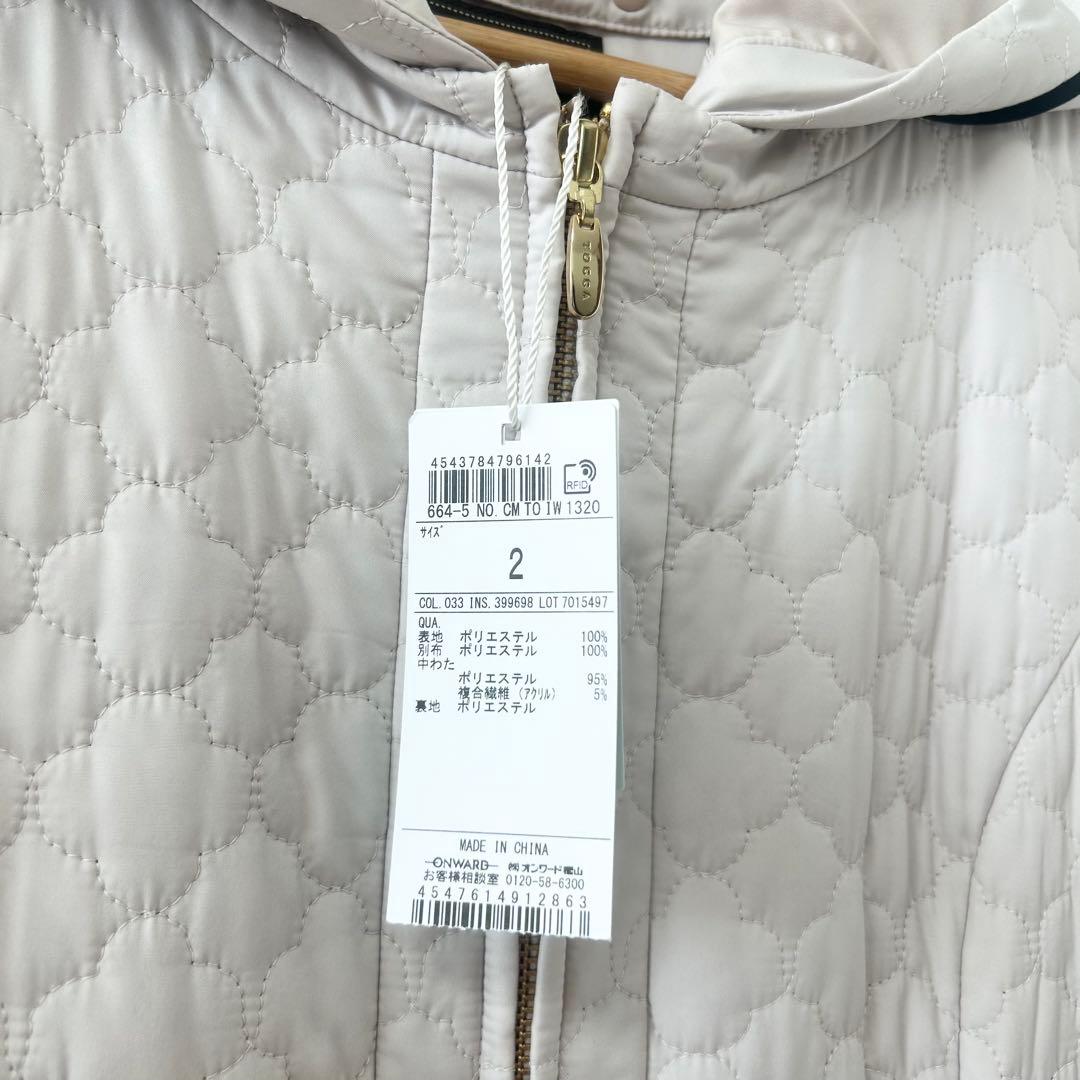 TOCCA
4543784796142
RFID
664-5 NO. CMTOIW1320
サイズ
2
COL. 033 INS. 399698 LOT 7015497
QUA.
表地 ポリエステル 100%
別布 ポリエステル 100%
中わた
ポリエステル 95%
複合繊維 (アクリル) 5%
裏地 ポリエステル
MADE IN CHINA
ONWARD ㈱オンワード樫山
お客様相談室 0120-58-6300
4547614912863